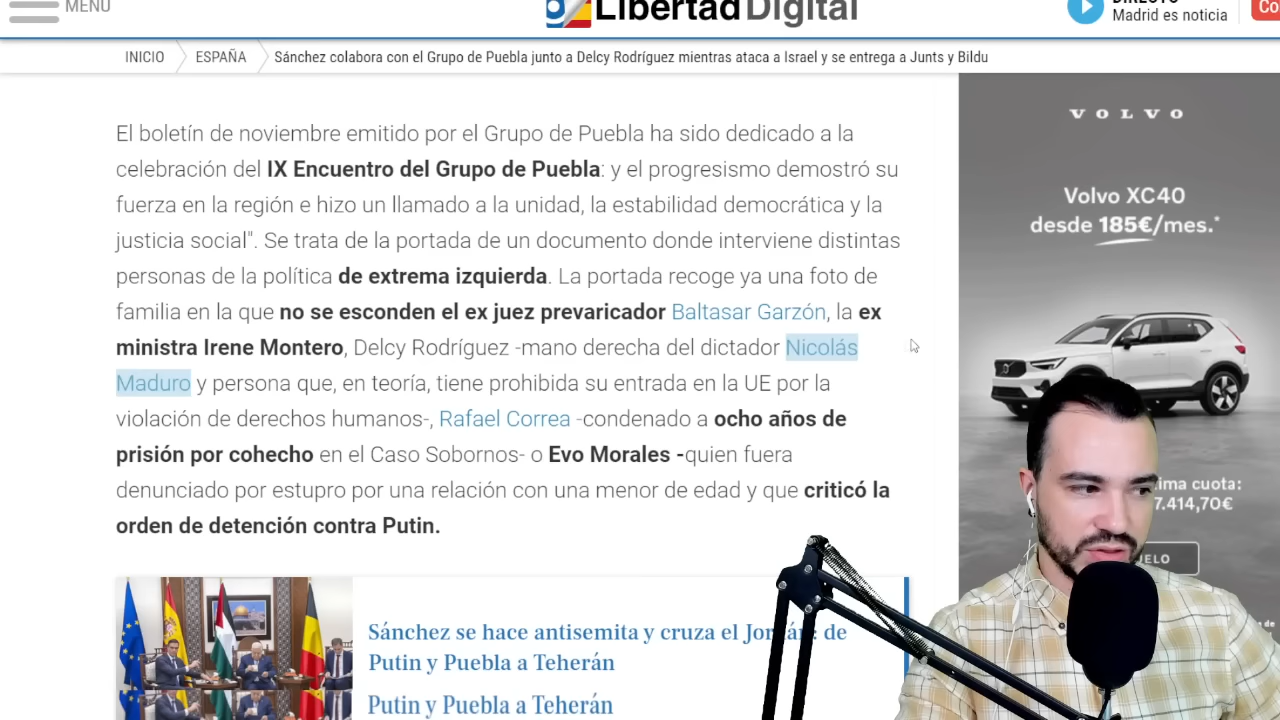 MENÚ
Libertad Digital
DIRECTO
Madrid es noticia
Co
INICIO
ESPAÑA
Sánchez colabora con el Grupo de Puebla junto a Delcy Rodríguez mientras ataca a Israel y se entrega a Junts y Bildu
El boletín de noviembre emitido por el Grupo de Puebla ha sido dedicado a la
celebración del IX Encuentro del Grupo de Puebla: y el progresismo demostró su
fuerza en la región e hizo un llamado a la unidad, la estabilidad democrática y la
justicia social". Se trata de la portada de un documento donde interviene distintas
personas de la política de extrema izquierda. La portada recoge ya una foto de
familia en la que no se esconden el ex juez prevaricador Baltasar Garzón, la ex
ministra Irene Montero, Delcy Rodríguez -mano derecha del dictador Nicolás
Maduro y persona que, en teoría, tiene prohibida su entrada en la UE por la
violación de derechos humanos-, Rafael Correa -condenado a ocho años de
prisión por cohecho en el Caso Sobornos- o Evo Morales -quien fuera
denunciado por estupro por una relación con una menor de edad y que criticó la
orden de detención contra Putin.
Sánchez se hace antisemita y cruza el Jordán: de
Putin y Puebla a Teherán
Putin y Puebla a Teherán
VOLVO
Volvo XC40
desde 185€/mes.*
ima cuota:
7.414,70€
ELO